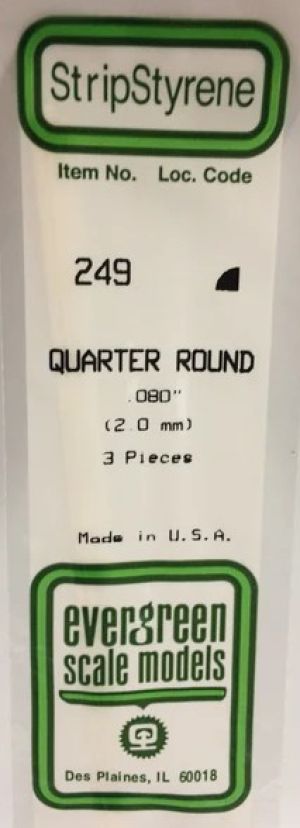 StripStyrene
Item No. Loc. Code
249
QUARTER ROUND
.080"
(2.0 mm)
3 Pieces
Made in U.S.A.
evergreen
scale models
Des Plaines, IL 60018